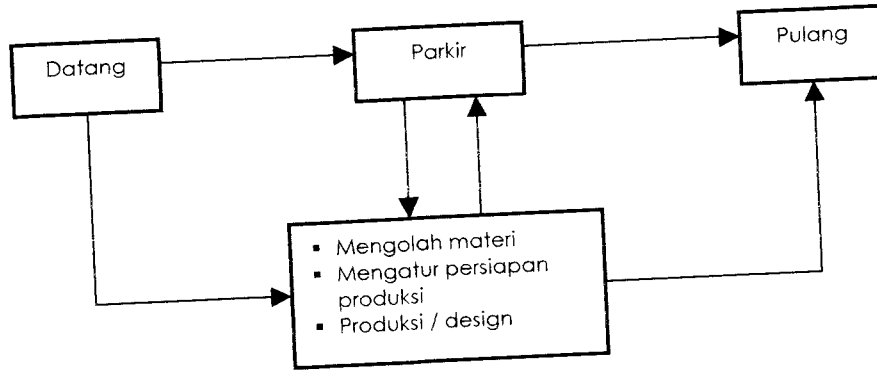 Datang
Parkir
Pulang
▪ Mengolah materi
▪ Mengatur persiapan
produksi
▪ Produksi / design